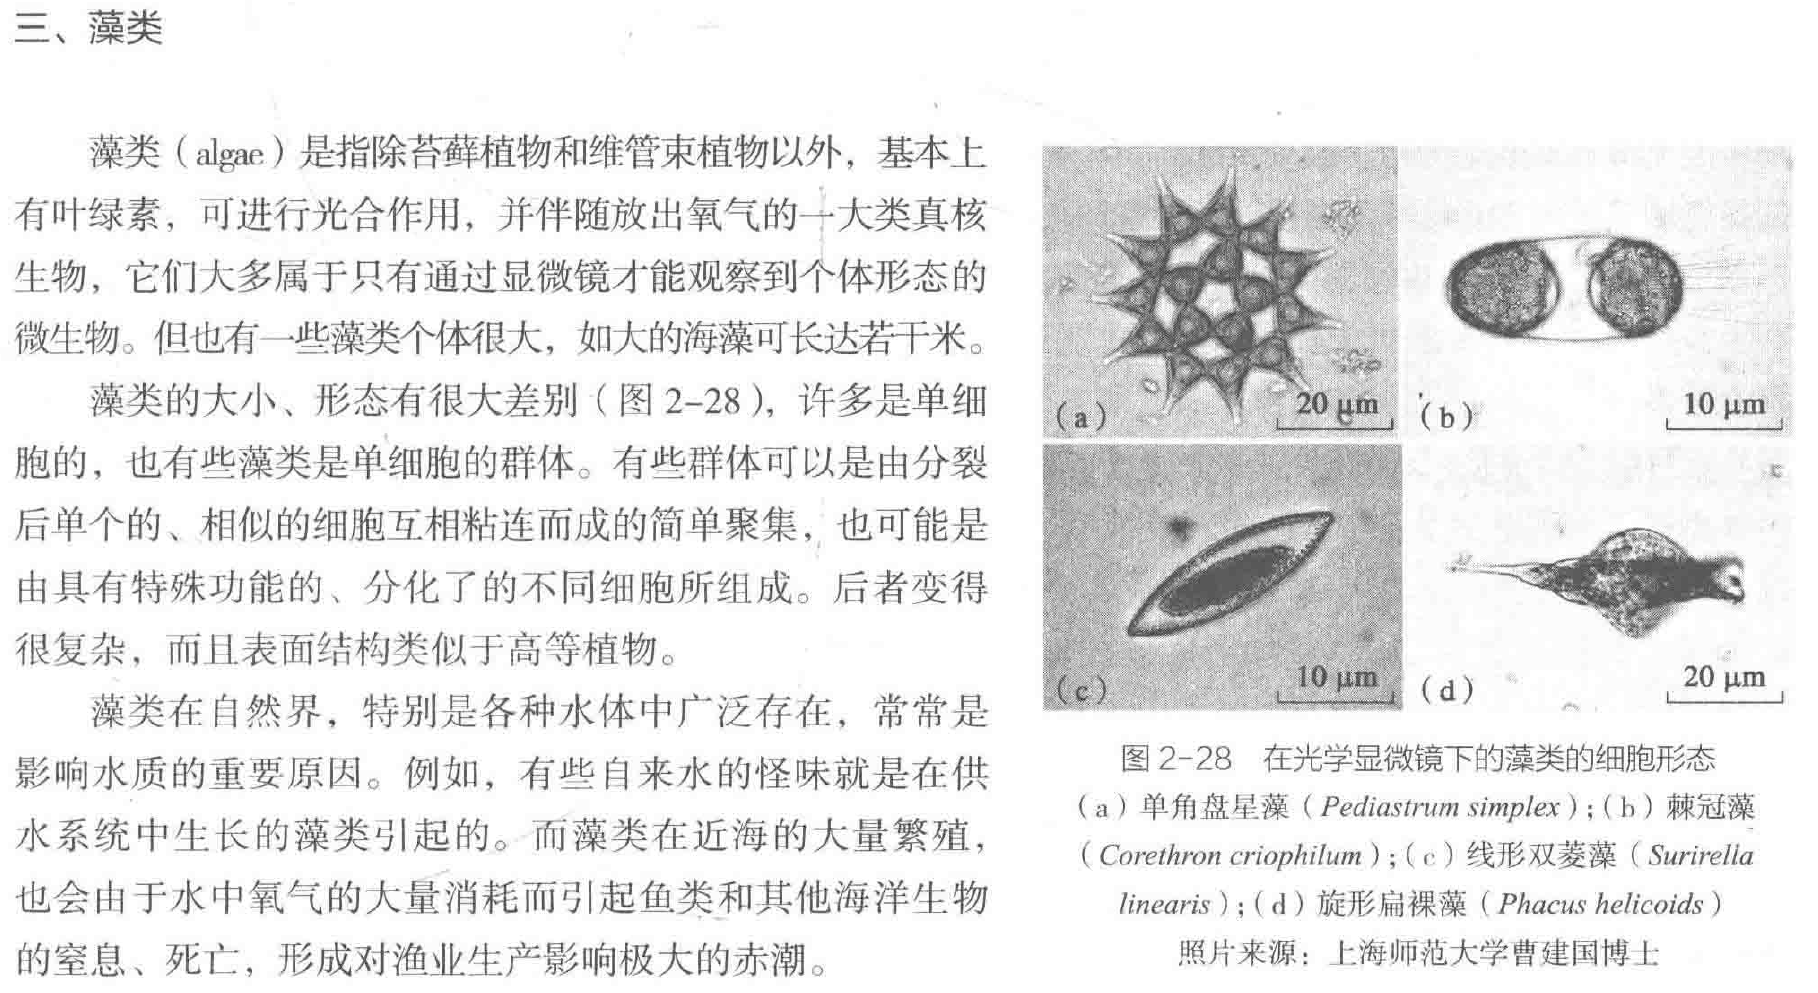 三、藻类
藻类（algae）是指除苔藓植物和维管束植物以外，基本上
有叶绿素，可进行光合作用，并伴随放出氧气的一大类真核
生物，它们大多属于只有通过显微镜才能观察到个体形态的
微生物。但也有一些藻类个体很大，如大的海藻可长达若干米。
藻类的大小、形态有很大差别（图 2-28），许多是单细
胞的，也有些藻类是单细胞的群体。有些群体可以是由分裂
后单个的、相似的细胞互相粘连而成的简单聚集，也可能是
由具有特殊功能的、分化了的不同细胞所组成。后者变得
很复杂，而且表面结构类似于高等植物。
藻类在自然界，特别是各种水体中广泛存在，常常是
影响水质的重要原因。例如，有些自来水的怪味就是在供
水系统中生长的藻类引起的。而藻类在近海的大量繁殖，
也会由于水中氧气的大量消耗而引起鱼类和其他海洋生物
的窒息、死亡，形成对渔业生产影响极大的赤潮。
（a） 20 μm （b） 10 μm
（c） 10 μm （d） 20 μm
图 2-28 在光学显微镜下的藻类的细胞形态
（a）单角盘星藻（Pediastrum simplex）；（b）棘冠藻
（Corethron criophilum）；（c）线形双菱藻（Surirella
linearis）；（d）旋形扁裸藻（Phacus helicoids）
照片来源：上海师范大学曹建国博士